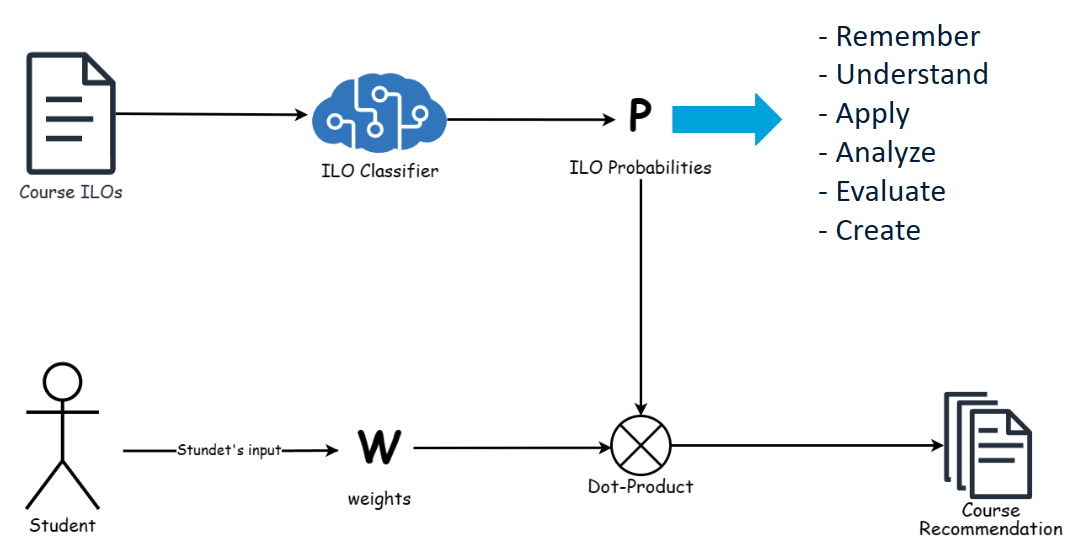 - Remember
- Understand
- Apply
- Analyze
- Evaluate
- Create
Course ILOs
ILO Classifier
P
ILO Probabilities
Student
Stundet's input
W
weights
Dot-Product
Course
Recommendation